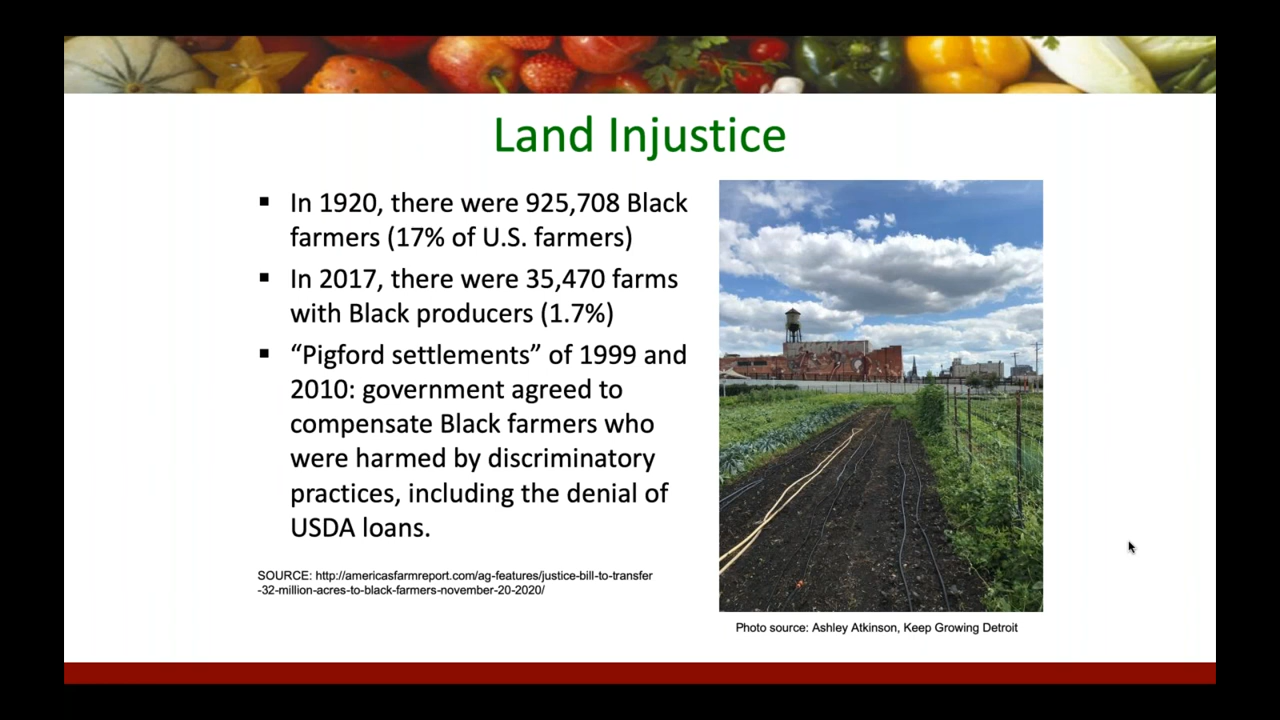 Land Injustice
▪ In 1920, there were 925,708 Black
farmers (17% of U.S. farmers)
▪ In 2017, there were 35,470 farms
with Black producers (1.7%)
▪ “Pigford settlements” of 1999 and
2010: government agreed to
compensate Black farmers who
were harmed by discriminatory
practices, including the denial of
USDA loans.
SOURCE: http://americasfarmreport.com/ag-features/justice-bill-to-transfer
-32-million-acres-to-black-farmers-november-20-2020/
Photo source: Ashley Atkinson, Keep Growing Detroit